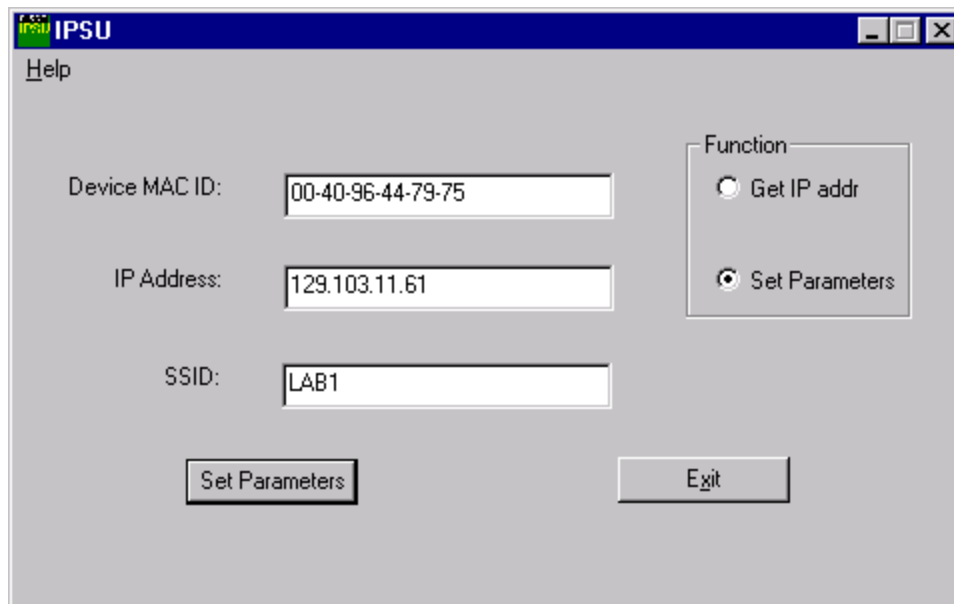 IPSU
Help
Function
Device MAC ID: 00-40-96-44-79-75
Get IP addr
IP Address: 129.103.11.61
Set Parameters
SSID: LAB1
Set Parameters
Exit